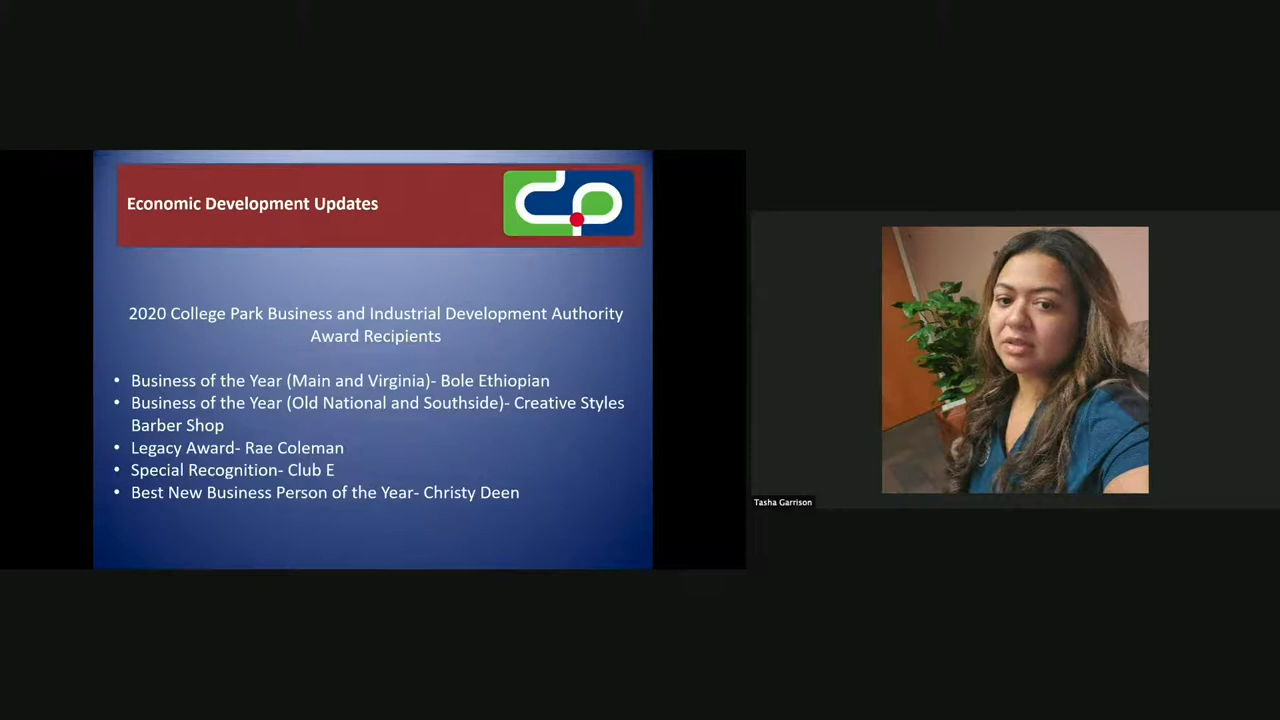 Economic Development Updates
cp
2020 College Park Business and Industrial Development Authority
Award Recipients
• Business of the Year (Main and Virginia)- Bole Ethiopian
• Business of the Year (Old National and Southside)- Creative Styles
Barber Shop
• Legacy Award- Rae Coleman
• Special Recognition- Club E
• Best New Business Person of the Year- Christy Deen
Tasha Garrison